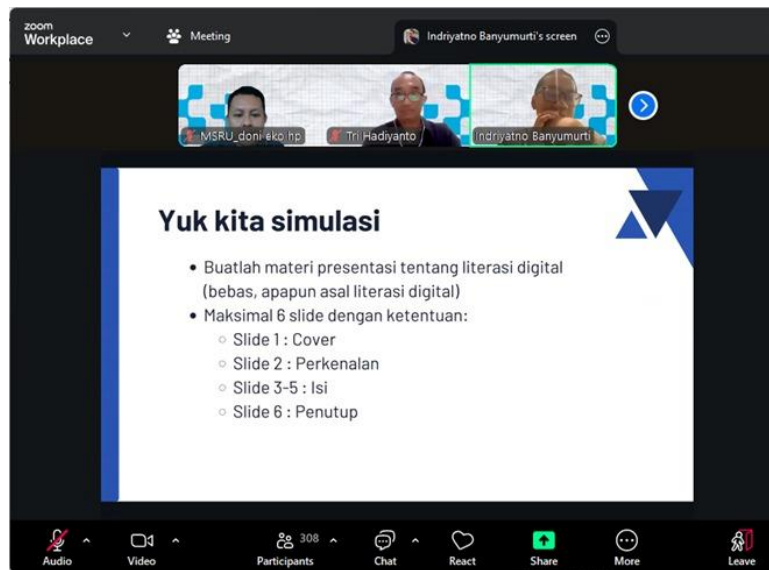 zoom
Workplace
Meeting
Indriyatno Banyumurti's screen
MSRU_doni eko hp
Tri Hadiyanto
Indriyatno Banyumurti
Yuk kita simulasi
• Buatlah materi presentasi tentang literasi digital
(bebas, apapun asal literasi digital)
• Maksimal 6 slide dengan ketentuan:
○ Slide 1 : Cover
○ Slide 2 : Perkenalan
○ Slide 3-5 : Isi
○ Slide 6 : Penutup
308
Audio
Video
Participants
Chat
React
Share
More
Leave